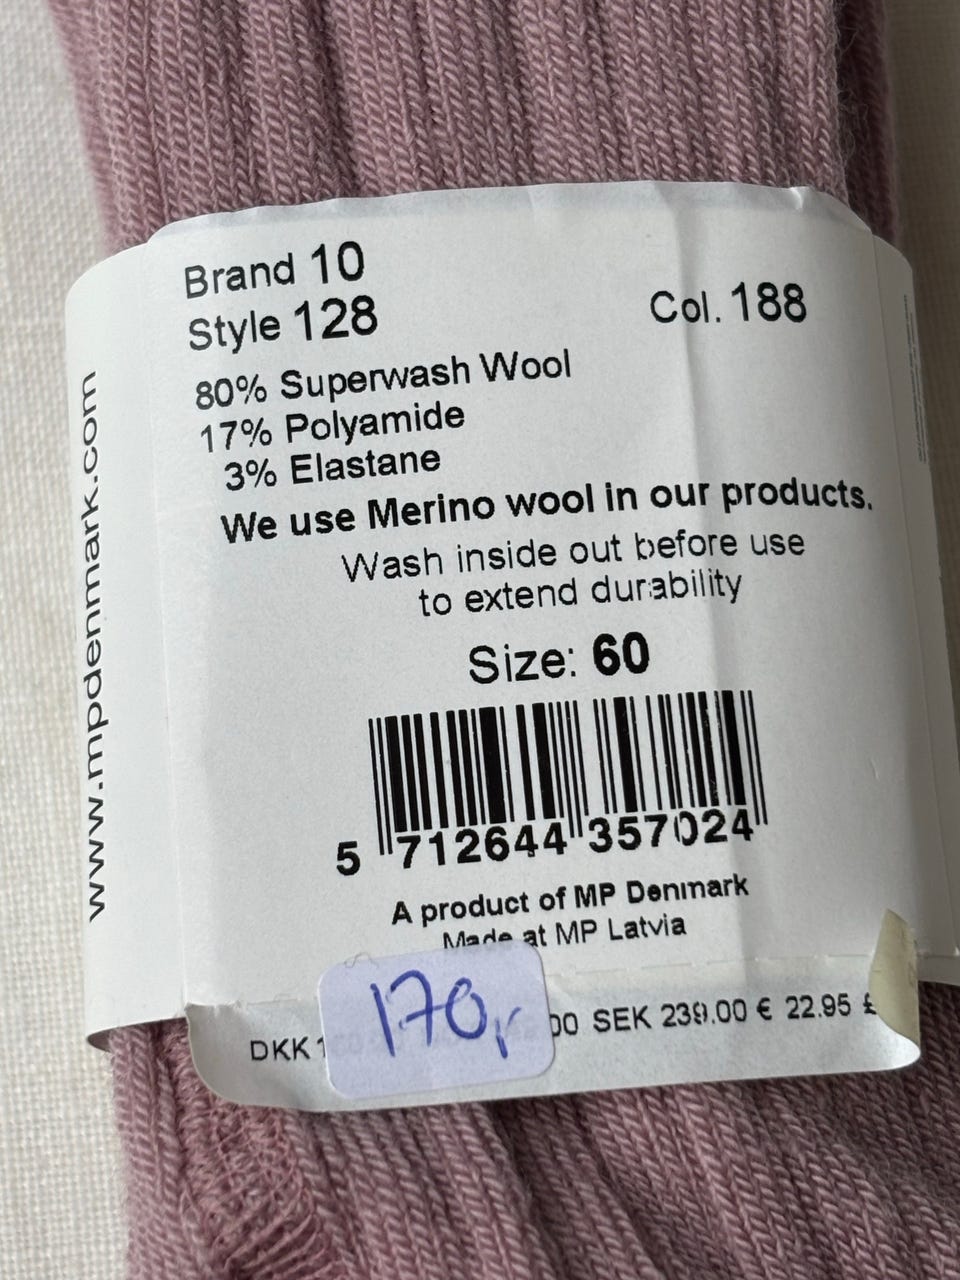 Brand 10
Style 128
Col. 188
80% Superwash Wool
17% Polyamide
3% Elastane
We use Merino wool in our products.
Wash inside out before use
to extend durability
Size: 60
5 712644 357024
A product of MP Denmark
Made at MP Latvia
170,-
DKK 00 SEK 239.00 € 22.95 £
www.mpdenmark.com